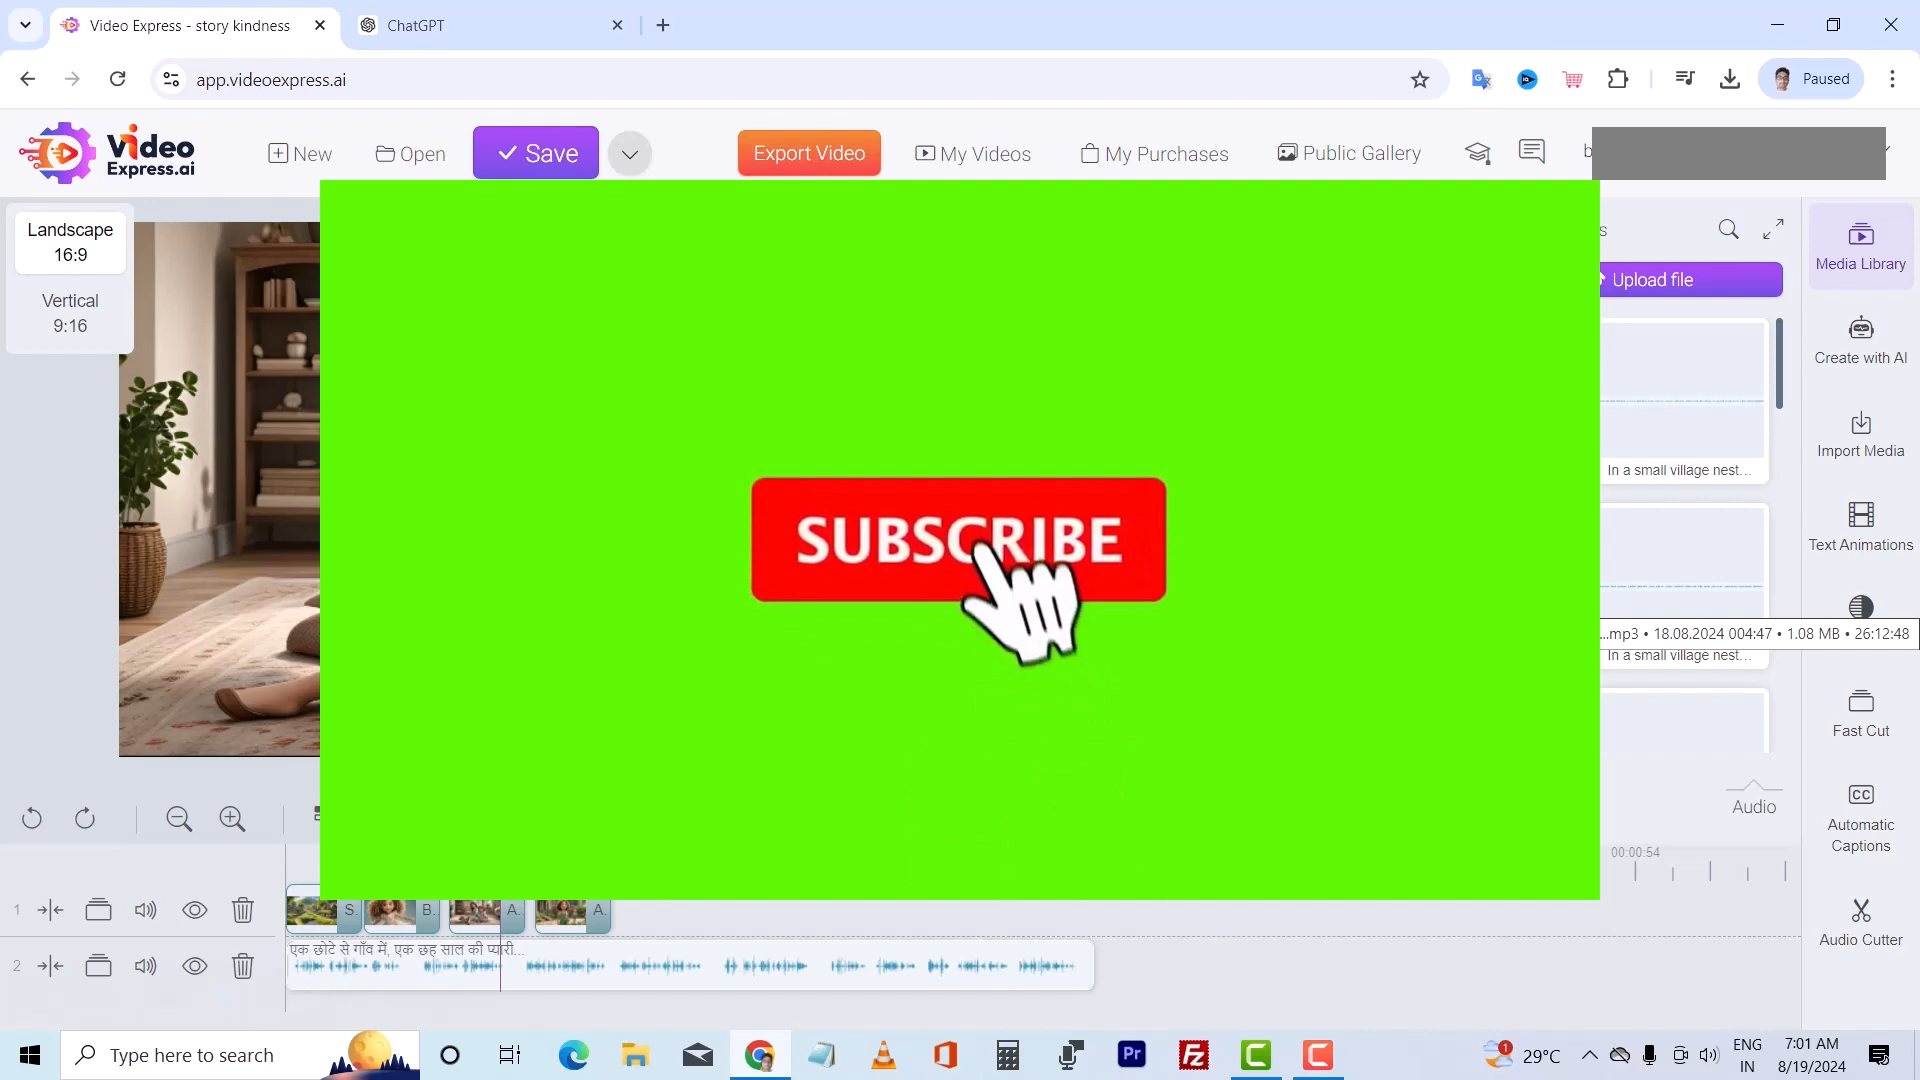 Video Express - story kindness
ChatGPT
app.videoexpress.ai
Paused
Video
Express.ai
New
Open
Save
Export Video
My Videos
My Purchases
Public Gallery
b
Landscape
16:9
Vertical
9:16
s
Upload file
Media Library
Create with AI
Import Media
In a small village nest...
Text Animations
SUBSCRIBE
...mp3 • 18.08.2024 004:47 • 1.08 MB • 26:12:48
In a small village nest...
Fast Cut
CC
Automatic
Captions
Audio
00:00:54
1
S.
B.
A.
A.
Audio Cutter
एक छोटे से गाँव में, एक छह साल की प्यारी...
2
Type here to search
Pr
FZ
C
C
1
29°C
ENG
IN
7:01 AM
8/19/2024